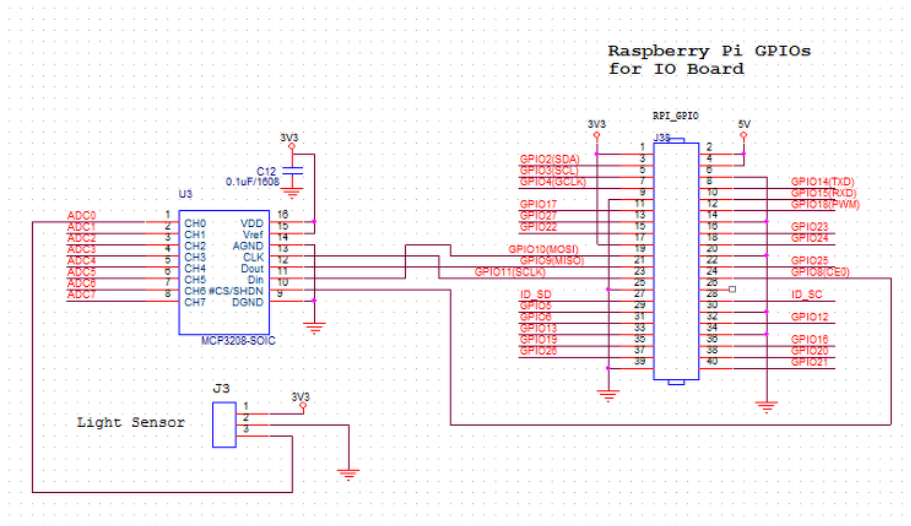 Raspberry Pi GPIOs
for IO Board
RPI_GPIO
3V3
J3S
5V
1
2
GPIO2(SDA)
3
4
GPIO3(SCL)
5
6
GPIO4(GCLK)
7
8
GPIO14(TXD)
9
10
GPIO15(RXD)
GPIO17
11
12
GPIO18(PWM)
GPIO27
13
14
GPIO22
15
16
GPIO23
17
18
GPIO24
GPIO10(MOSI)
19
20
GPIO9(MISO)
21
22
GPIO25
GPIO11(SCLK)
23
24
GPIO8(CE0)
25
26
ID_SD
27
28
ID_SC
GPIO5
29
30
GPIO6
31
32
GPIO12
GPIO13
33
34
GPIO19
35
36
GPIO16
GPIO26
37
38
GPIO20
39
40
GPIO21
3V3
C12
0.1uF/1608
U3
ADC0
1
CH0
VDD
16
ADC1
2
CH1
Vref
15
ADC2
3
CH2
AGND
14
ADC3
4
CH3
CLK
13
ADC4
5
CH4
Dout
12
ADC5
6
CH5
Din
11
ADC6
7
CH6
#CS/SHDN
10
ADC7
8
CH7
DGND
9
MCP3208-SOIC
J3
Light Sensor
1
2
3
3V3